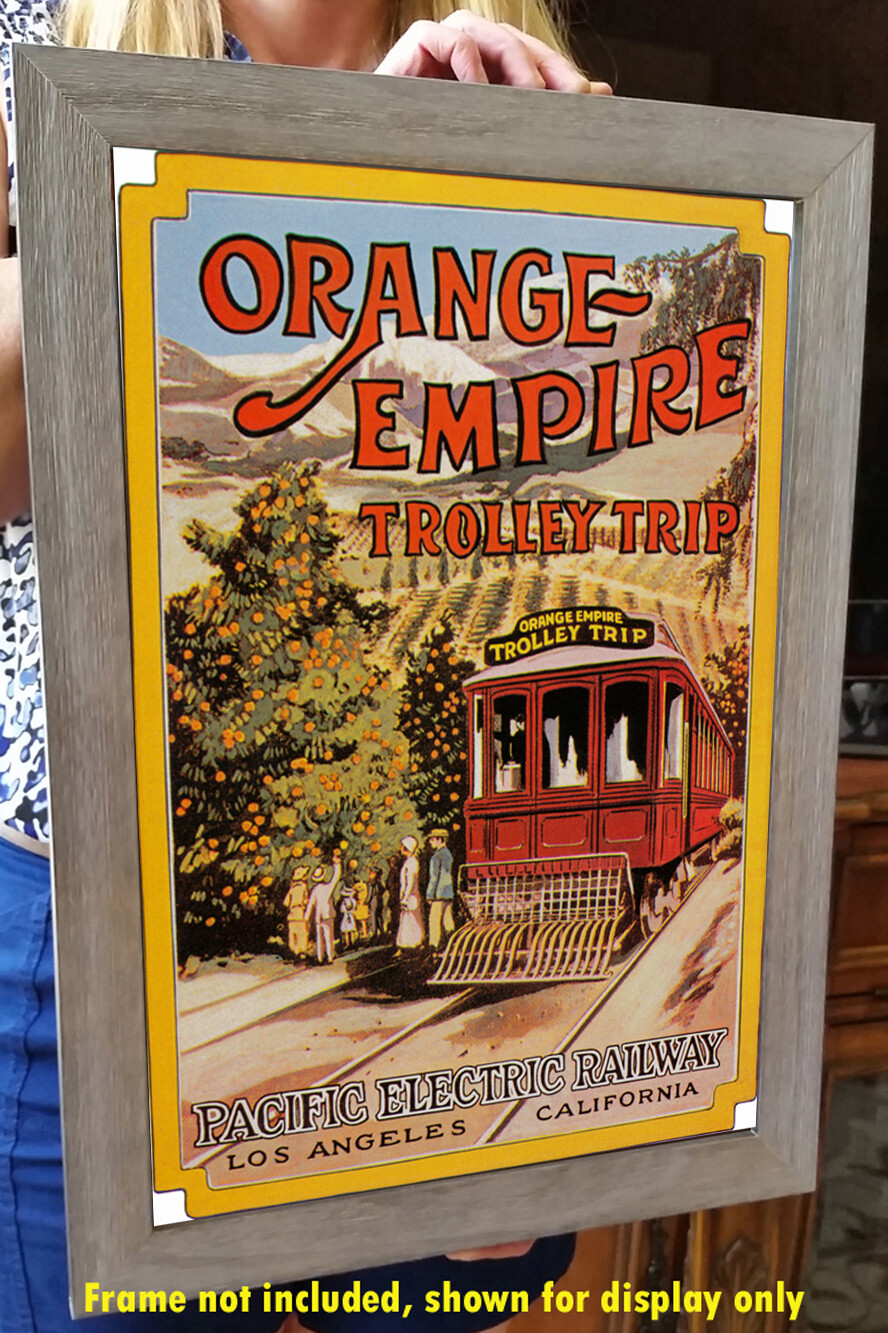 ORANGE-
EMPIRE
TROLLEY TRIP
ORANGE EMPIRE
TROLLEY TRIP
PACIFIC ELECTRIC RAILWAY
LOS ANGELES CALIFORNIA
Frame not included, shown for display only